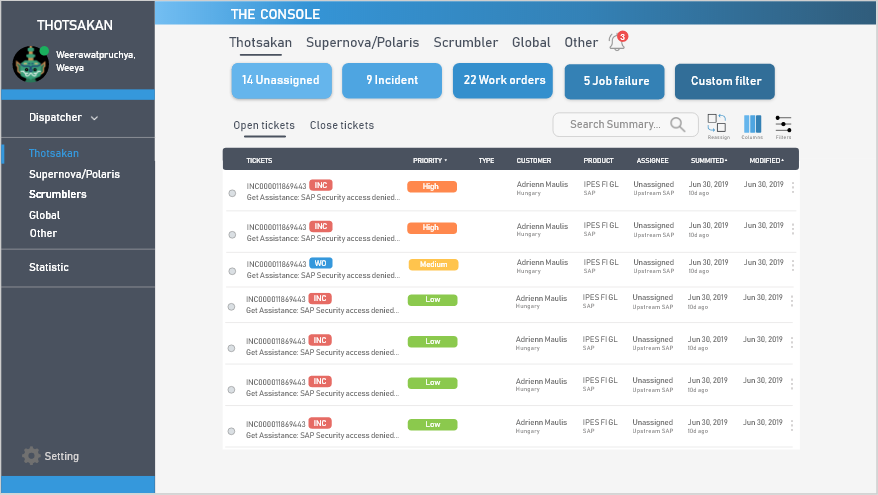 THOTSAKAN
Weerawatpruchya,
Weeya
Dispatcher
Thotsakan
Supernova/Polaris
Scrumblers
Global
Other
Statistic
Setting
THE CONSOLE
Thotsakan Supernova/Polaris Scrumbler Global Other 3
14 Unassigned 9 Incident 22 Work orders 5 Job failure Custom filter
Open tickets Close tickets Search Summary...
Reassign Columns Filters
TICKETS PRIORITY TYPE CUSTOMER PRODUCT ASSIGNEE SUMMITED MODIFIED
INC000011869443 INC High Adrienn Maulis IPES FI GL Unassigned Jun 30, 2019 Jun 30, 2019
Get Assistance: SAP Security access denied... Hungary SAP Upstream SAP 10d ago
INC000011869443 INC High Adrienn Maulis IPES FI GL Unassigned Jun 30, 2019 Jun 30, 2019
Get Assistance: SAP Security access denied... Hungary SAP Upstream SAP 10d ago
INC000011869443 WO Medium Adrienn Maulis IPES FI GL Unassigned Jun 30, 2019 Jun 30, 2019
Get Assistance: SAP Security access denied... Hungary SAP Upstream SAP 10d ago
INC000011869443 INC Low Adrienn Maulis IPES FI GL Unassigned Jun 30, 2019 Jun 30, 2019
Get Assistance: SAP Security access denied... Hungary SAP Upstream SAP 10d ago
INC000011869443 INC Low Adrienn Maulis IPES FI GL Unassigned Jun 30, 2019 Jun 30, 2019
Get Assistance: SAP Security access denied... Hungary SAP Upstream SAP 10d ago
INC000011869443 INC Low Adrienn Maulis IPES FI GL Unassigned Jun 30, 2019 Jun 30, 2019
Get Assistance: SAP Security access denied... Hungary SAP Upstream SAP 10d ago
INC000011869443 INC Low Adrienn Maulis IPES FI GL Unassigned Jun 30, 2019 Jun 30, 2019
Get Assistance: SAP Security access denied... Hungary SAP Upstream SAP 10d ago